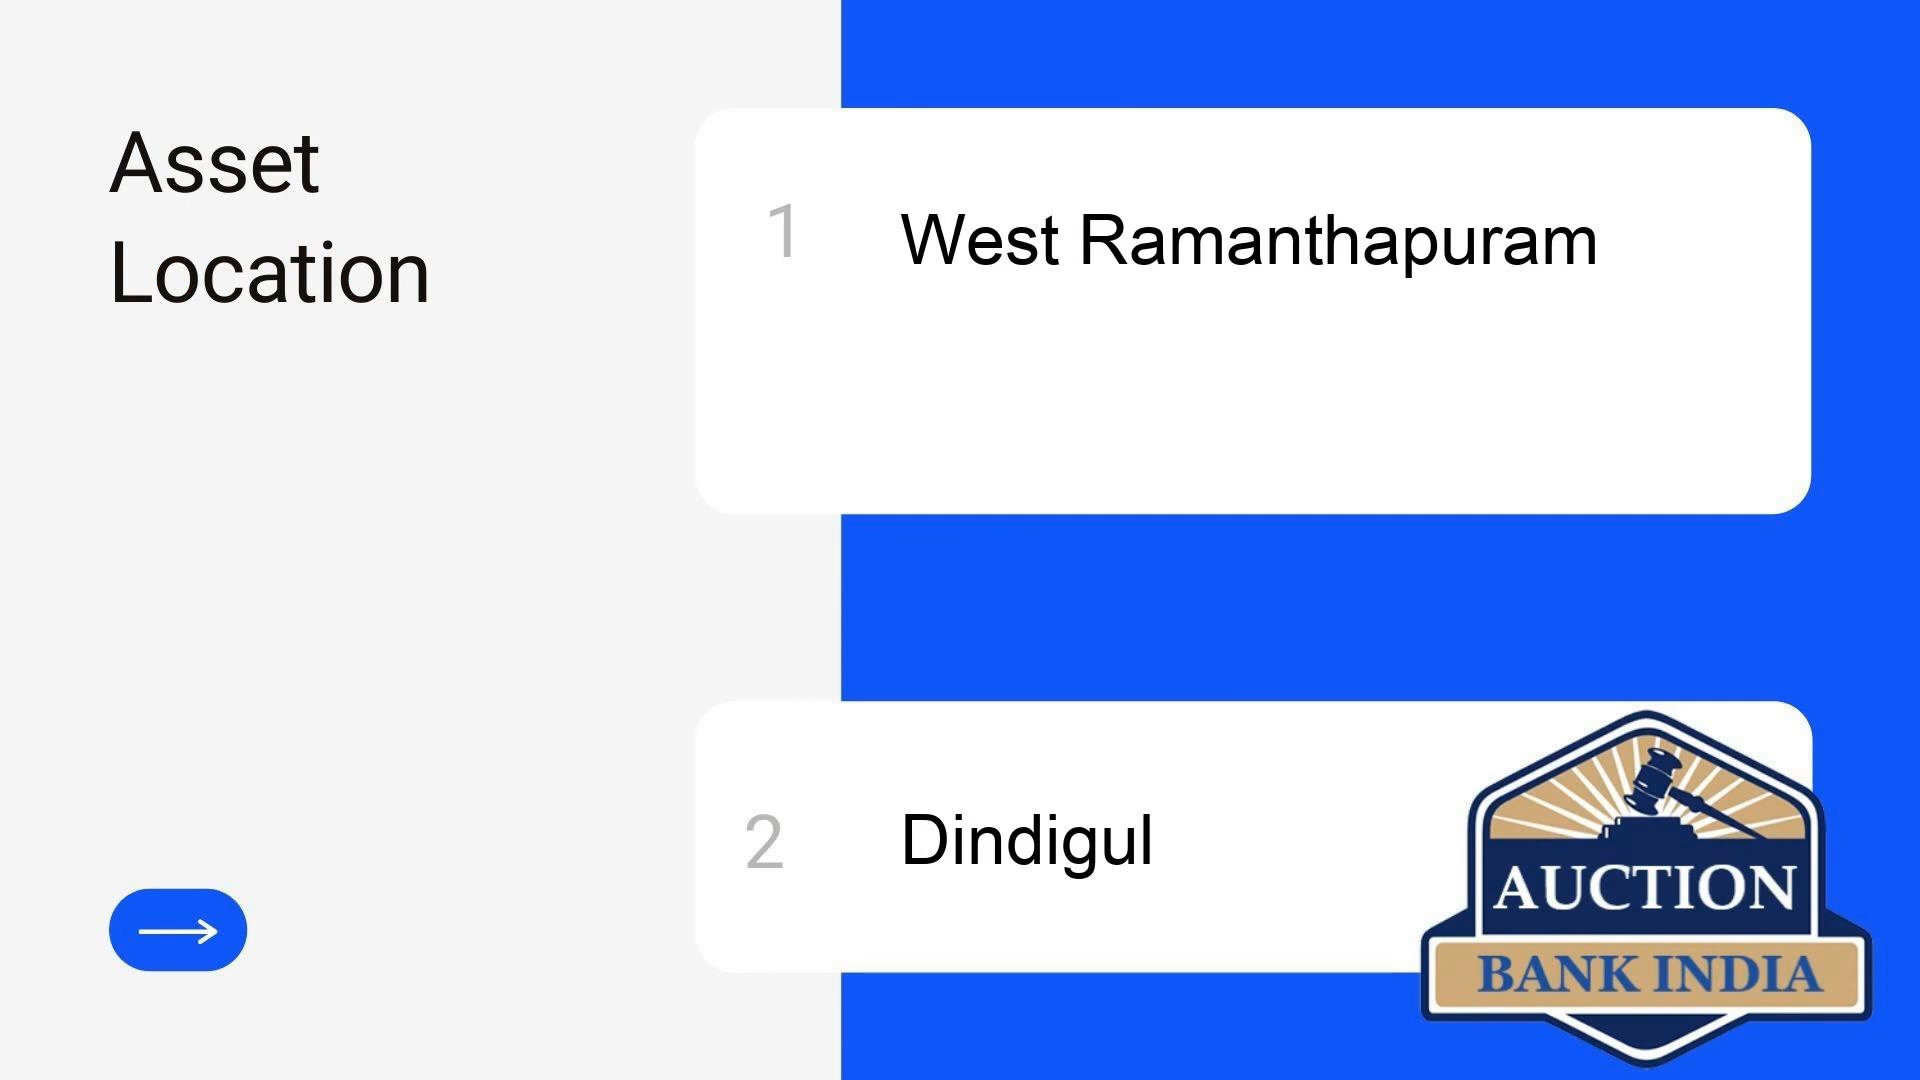 Asset
Location
1
West Ramanthapuram
2
Dindigul
AUCTION
BANK INDIA